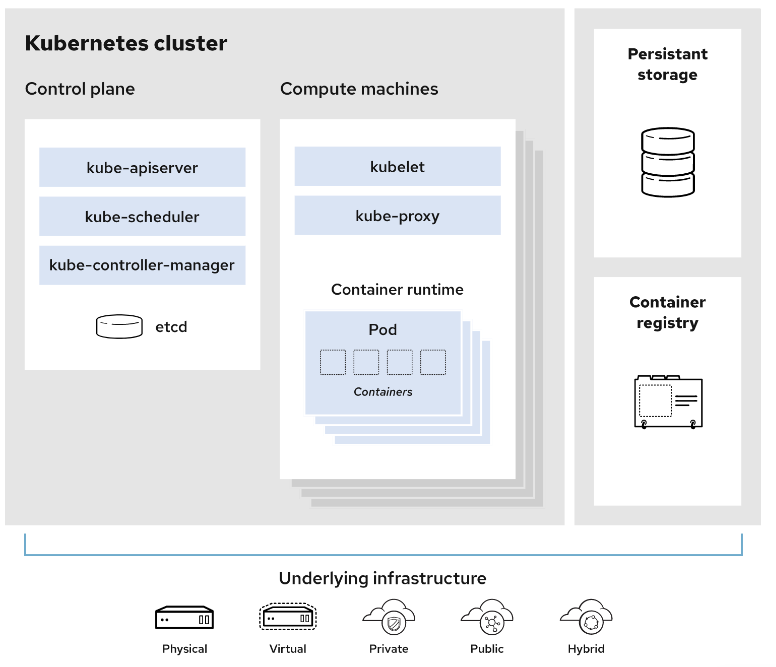 Kubernetes cluster
Control plane
kube-apiserver
kube-scheduler
kube-controller-manager
etcd
Compute machines
kubelet
kube-proxy
Container runtime
Pod
Containers
Persistant
storage
Container
registry
Underlying infrastructure
Physical
Virtual
Private
Public
Hybrid